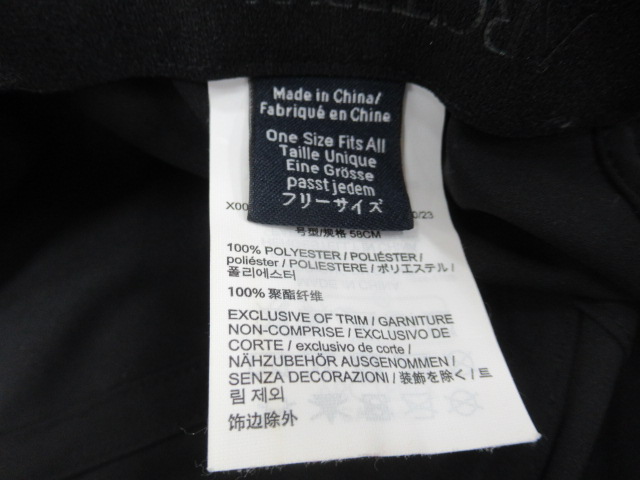 Made in China/
Fabriqué en Chine
One Size Fits All
Taille Unique
Eine Grösse
passt jedem
フリーサイズ
X00
0/23
号型/规格 58CM
100% POLYESTER / POLIÉSTER /
poliéster / POLIESTERE / ポリエステル /
폴리에스터
100% 聚酯纤维
EXCLUSIVE OF TRIM / GARNITURE
NON-COMPRISE / EXCLUSIVO DE
CORTE / exclusivo de corte /
NÄHZUBEHÖR AUSGENOMMEN /
SENZA DECORAZIONI / 装飾を除く / 트
림 제외
饰边除外